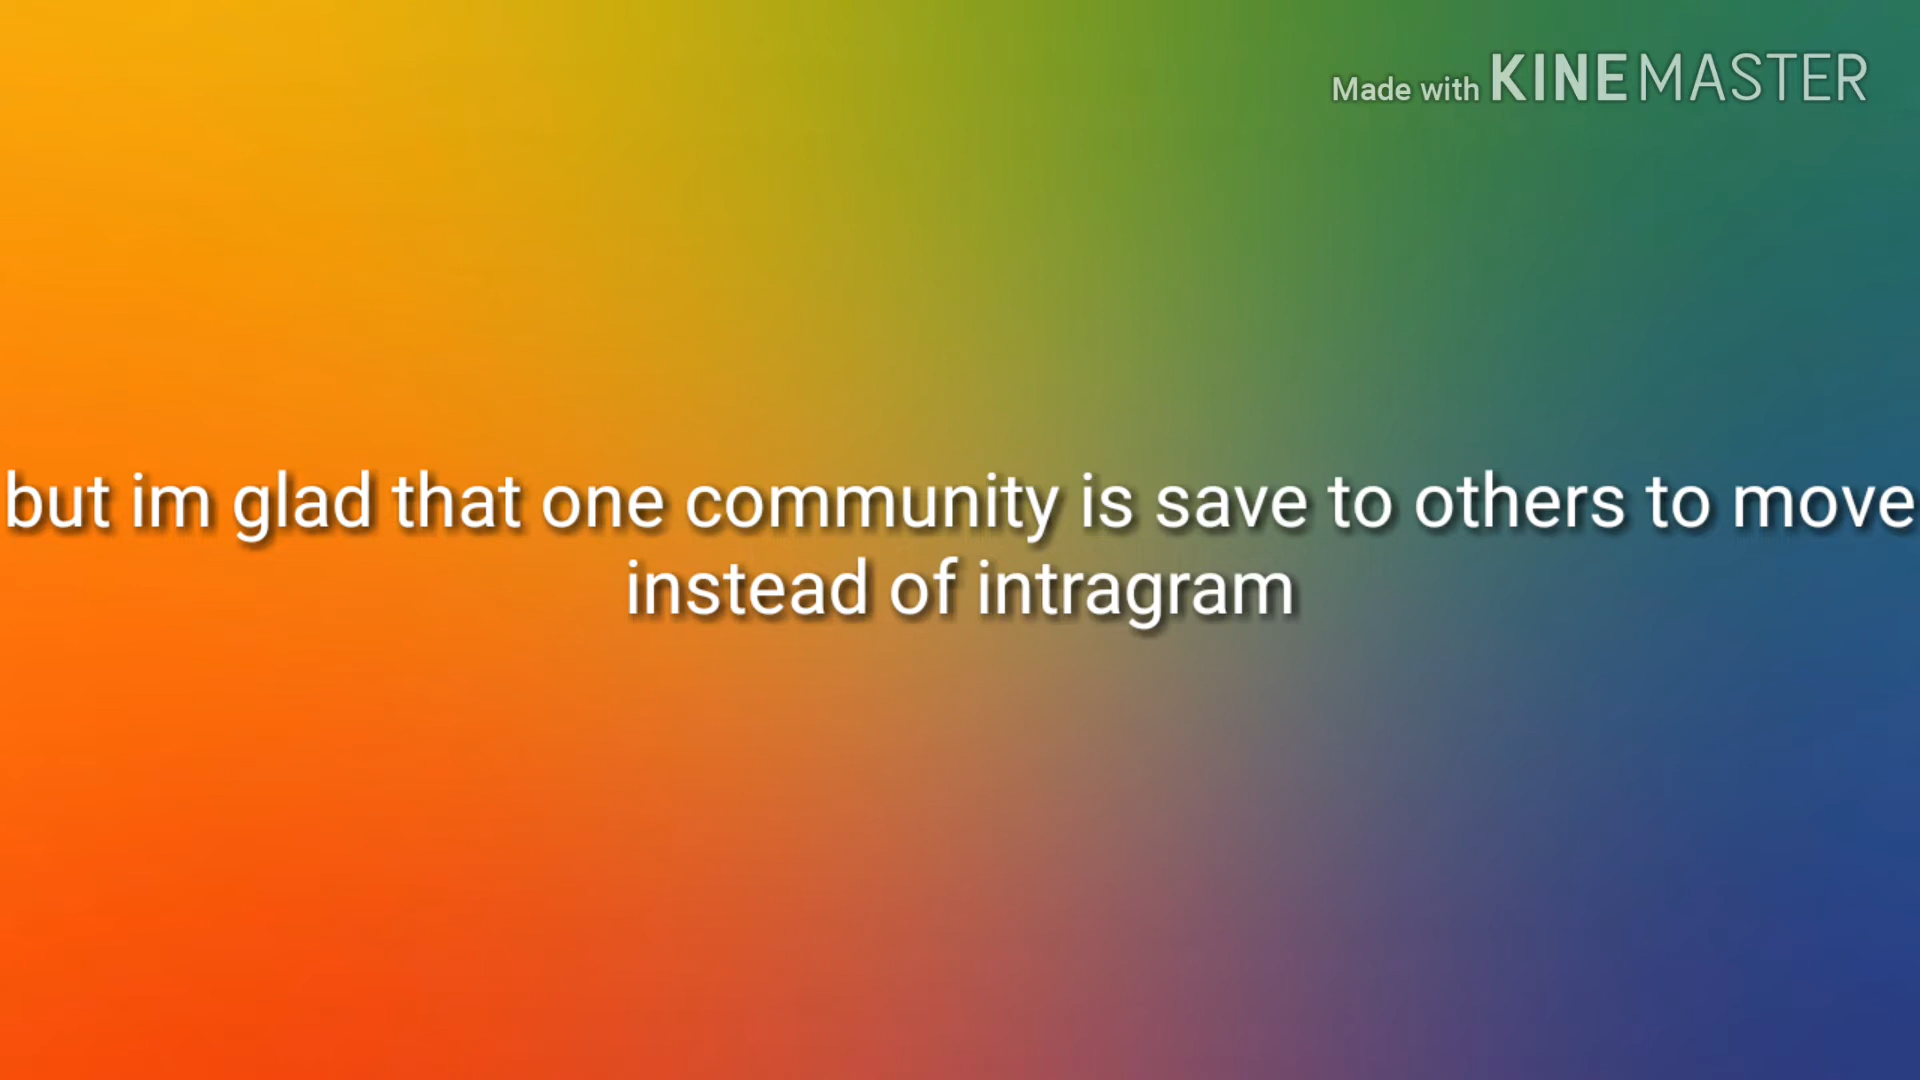 Made with KINEMASTER
but im glad that one community is save to others to move
instead of intragram